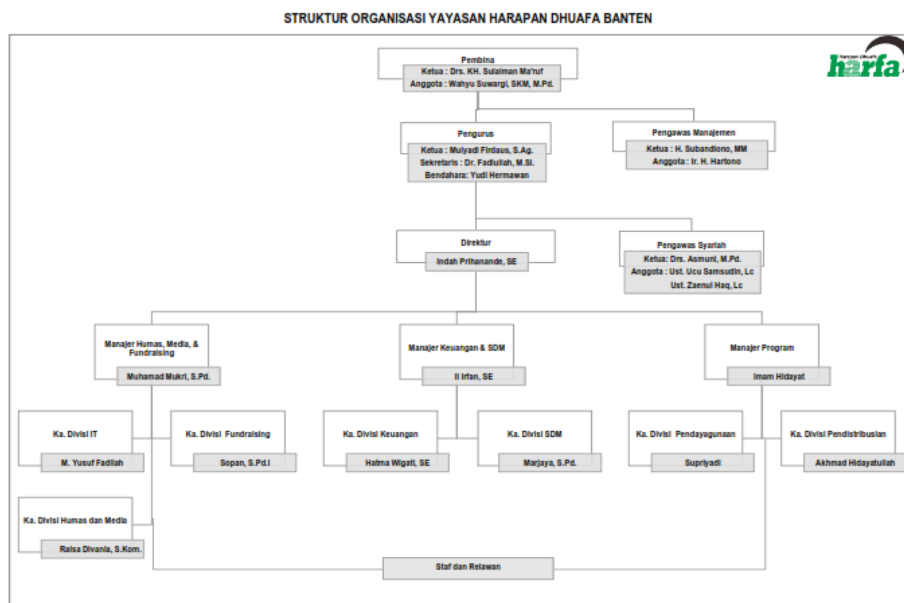 STRUKTUR ORGANISASI YAYASAN HARAPAN DHUAFA BANTEN
Harapan Dhuafa
harfa
Pembina
Ketua : Drs. KH. Sulaiman Ma'ruf
Anggota : Wahyu Suwargi, SKM, M.Pd.
Pengurus
Ketua : Mulyadi Firdaus, S.Ag.
Sekretaris : Dr. Fadlullah, M.Si.
Bendahara: Yudi Hermawan
Pengawas Manajemen
Ketua : H. Subandiono, MM
Anggota : Ir. H. Hartono
Direktur
Indah Prihanande, SE
Pengawas Syariah
Ketua: Drs. Asmuni, M.Pd.
Anggota : Ust. Ucu Samsudin, Lc
Ust. Zaenul Haq, Lc
Manajer Humas, Media, &
Fundraising
Muhamad Mukri, S.Pd.
Manajer Keuangan & SDM
Ii Irfan, SE
Manajer Program
Imam Hidayat
Ka. Divisi IT
M. Yusuf Fadilah
Ka. Divisi Fundraising
Sopan, S.Pd.I
Ka. Divisi Keuangan
Hatma Wigati, SE
Ka. Divisi SDM
Marjaya, S.Pd.
Ka. Divisi Pendayagunaan
Supriyadi
Ka. Divisi Pendistribusian
Akhmad Hidayatullah
Ka. Divisi Humas dan Media
Raisa Divania, S.Kom.
Staf dan Relawan